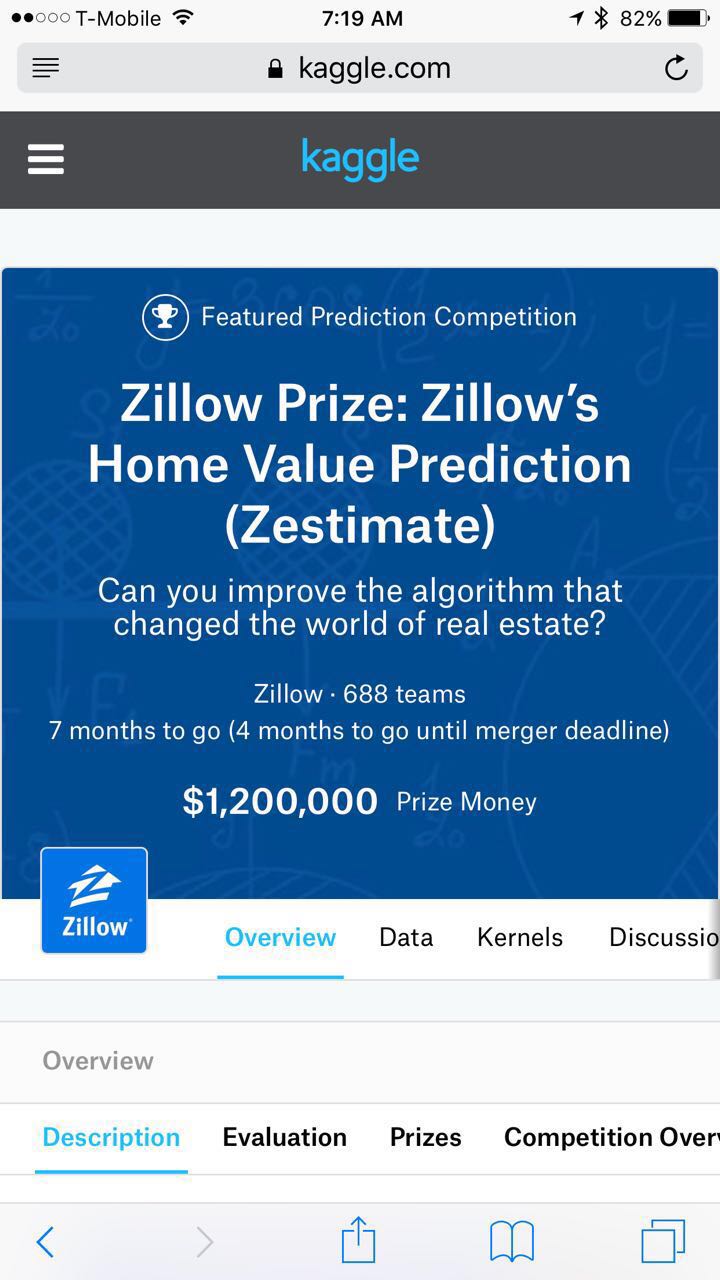 T-Mobile 7:19 AM 82%
kaggle.com
kaggle
Featured Prediction Competition
Zillow Prize: Zillow’s
Home Value Prediction
(Zestimate)
Can you improve the algorithm that
changed the world of real estate?
Zillow · 688 teams
7 months to go (4 months to go until merger deadline)
$1,200,000 Prize Money
Zillow
Overview Data Kernels Discussio
Overview
Description Evaluation Prizes Competition Over